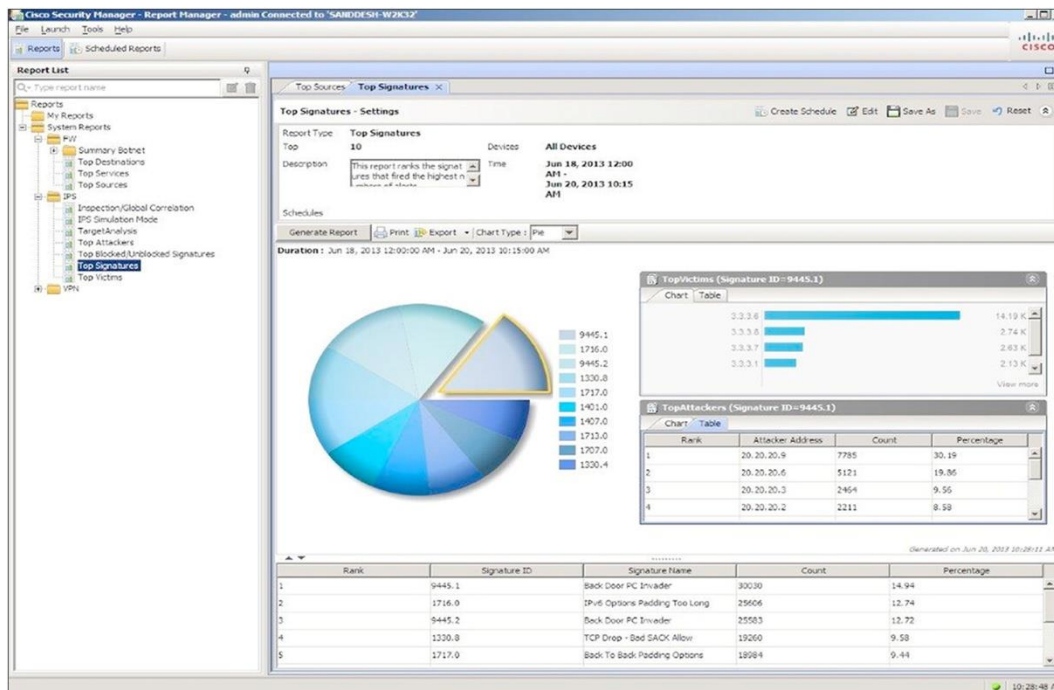 Cisco Security Manager - Report Manager - admin Connected to 'SANDDESH-W2K32'
File Launch Tools Help
CISCO
Reports Scheduled Reports
Report List
Type report name
Reports
My Reports
System Reports
FW
Summary Botnet
Top Destinations
Top Services
Top Sources
IPS
Inspection/Global Correlation
IPS Simulation Mode
TargetAnalysis
Top Attackers
Top Blocked/Unblocked Signatures
Top Signatures
Top Victims
VPN
Top Sources Top Signatures
Top Signatures - Settings Create Schedule Edit Save As Save Reset
Report Type Top Signatures
Top 10 Devices All Devices
Description This report ranks the signat Time Jun 18, 2013 12:00
ures that fired the highest n AM -
Jun 20, 2013 10:15
AM
Schedules
Generate Report Print Export Chart Type : Pie
Duration : Jun 18, 2013 12:00:00 AM - Jun 20, 2013 10:15:00 AM
9445.1
1716.0
9445.2
1330.8
1717.0
1401.0
1407.0
1713.0
1707.0
1330.4
TopVictims (Signature ID=9445.1)
Chart Table
3.3.3.6 14.19 K
3.3.3.8 2.74 K
3.3.3.7 2.63 K
3.3.3.1 2.13 K
View more
TopAttackers (Signature ID=9445.1)
Chart Table
Rank Attacker Address Count Percentage
1 20.20.20.9 7785 30.19
2 20.20.20.6 5121 19.86
3 20.20.20.3 2464 9.56
4 20.20.20.2 2211 8.58
Generated on Jun 20, 2013 10:28:11 AM
Rank Signature ID Signature Name Count Percentage
1 9445.1 Back Door PC Invader 30030 14.94
2 1716.0 IPv6 Options Padding Too Long 25606 12.74
3 9445.2 Back Door PC Invader 25583 12.72
4 1330.8 TCP Drop - Bad SACK Allow 19260 9.58
5 1717.0 Back To Back Padding Options 18984 9.44
10:28:48